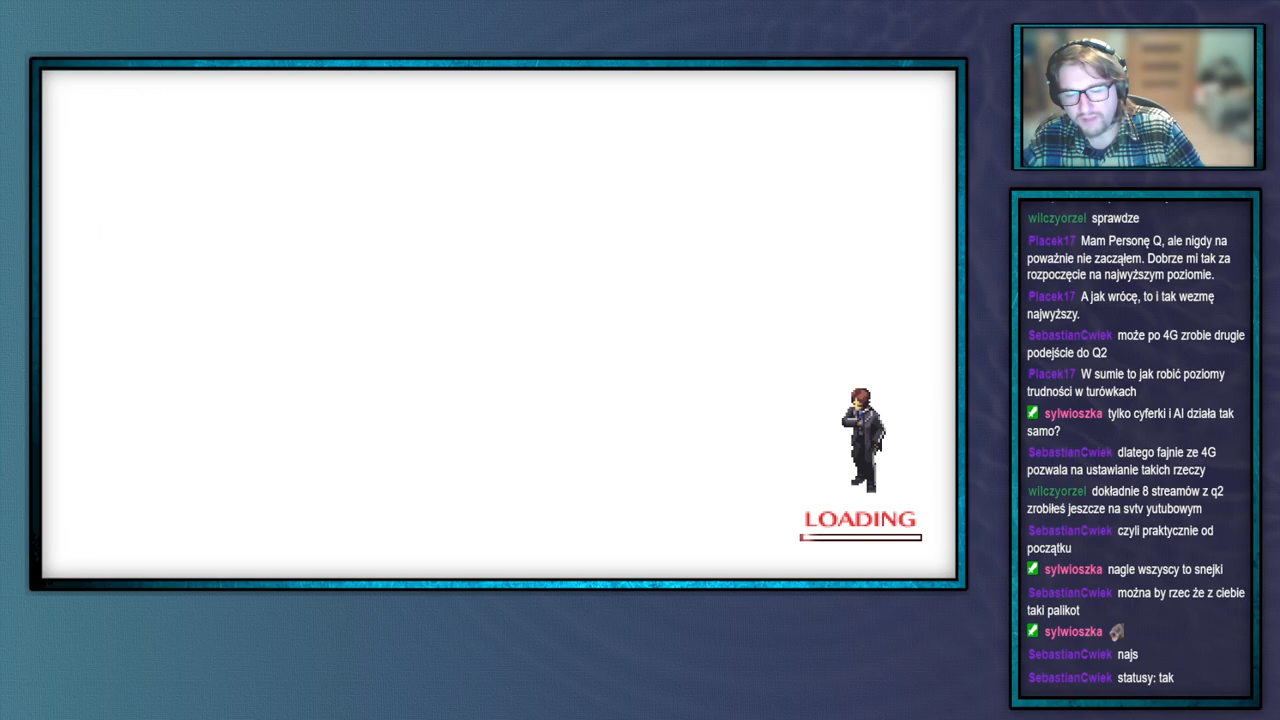 LOADING
wilczyorzel sprawdze
Placek17 Mam Personę Q, ale nigdy na
poważnie nie zacząłem. Dobrze mi tak za
rozpoczęcie na najwyższym poziomie.
Placek17 A jak wrócę, to i tak wezmę
najwyższy.
SebastianCwiek może po 4G zrobie drugie
podejście do Q2
Placek17 W sumie to jak robić poziomy
trudności w turówkach
sylwioszka tylko cyferki i AI działa tak
samo?
SebastianCwiek dlatego fajnie ze 4G
pozwala na ustawianie takich rzeczy
wilczyorzel dokładnie 8 streamów z q2
zrobiłeś jeszcze na svtv yutubowym
SebastianCwiek czyli praktycznie od
początku
sylwioszka nagle wszyscy to snejki
SebastianCwiek można by rzec że z ciebie
taki palikot
sylwioszka
SebastianCwiek najs
SebastianCwiek statusy: tak